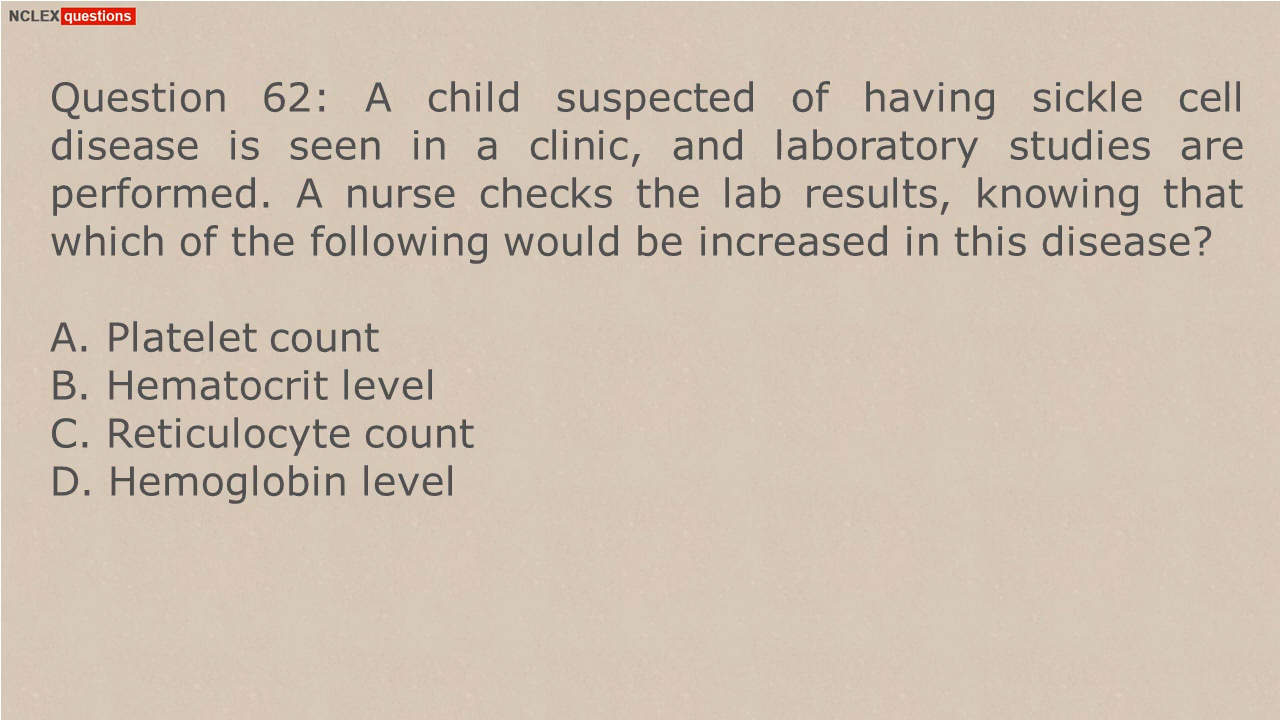 NCLEX questions
Question 62: A child suspected of having sickle cell
disease is seen in a clinic, and laboratory studies are
performed. A nurse checks the lab results, knowing that
which of the following would be increased in this disease?
A. Platelet count
B. Hematocrit level
C. Reticulocyte count
D. Hemoglobin level